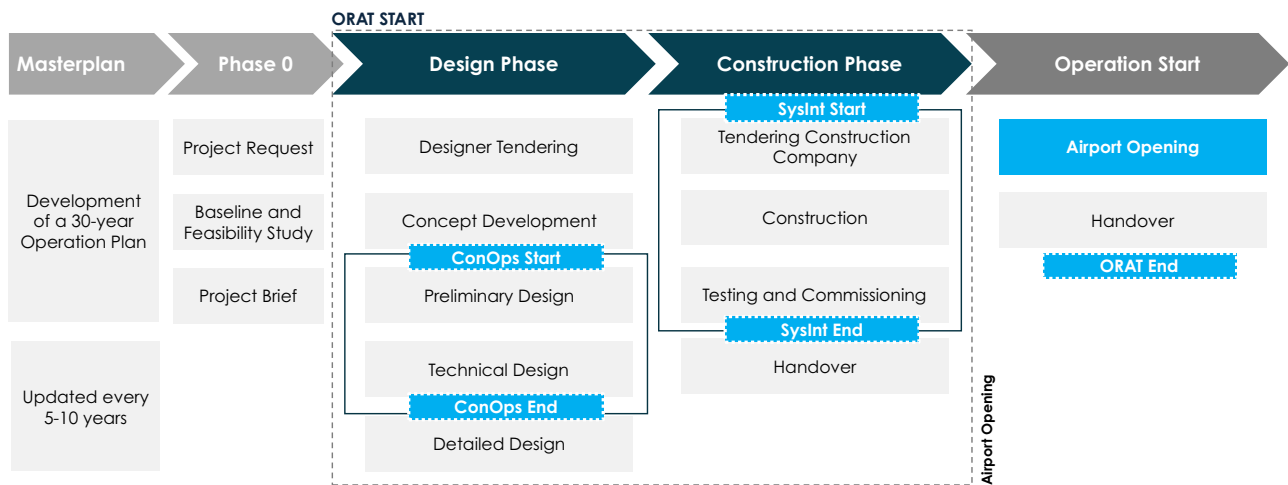 ORAT START
Masterplan
Phase 0
Design Phase
Construction Phase
Operation Start
Development
of a 30-year
Operation Plan
Updated every
5-10 years
Project Request
Baseline and
Feasibility Study
Project Brief
Designer Tendering
Concept Development
ConOps Start
Preliminary Design
Technical Design
ConOps End
Detailed Design
SysInt Start
Tendering Construction
Company
Construction
Testing and Commissioning
SysInt End
Handover
Airport Opening
Airport Opening
Handover
ORAT End